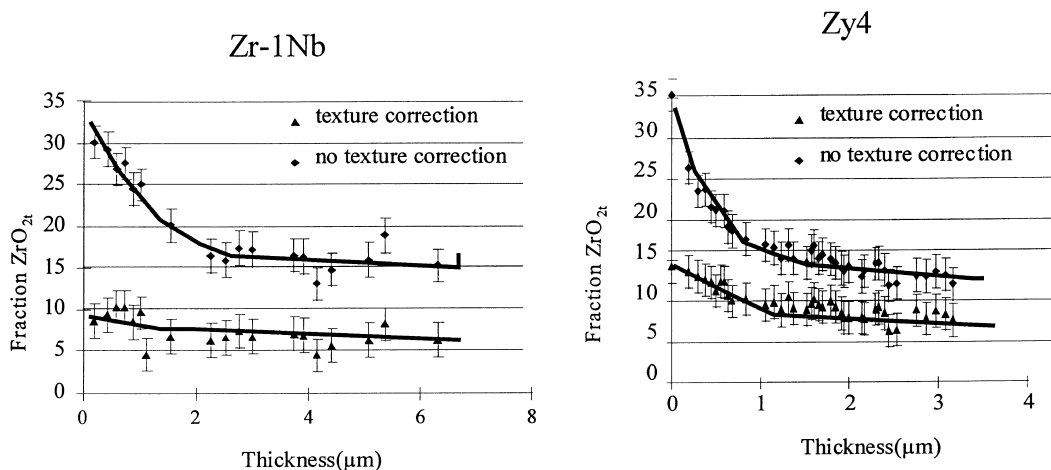 Zr-1Nb
35
30
25
20
15
10
5
0
0 2 4 6 8
Fraction ZrO2t
Thickness(µm)
texture correction
no texture correction
Zy4
35
30
25
20
15
10
5
0
0 1 2 3 4
Fraction ZrO2t
Thickness(µm)
texture correction
no texture correction